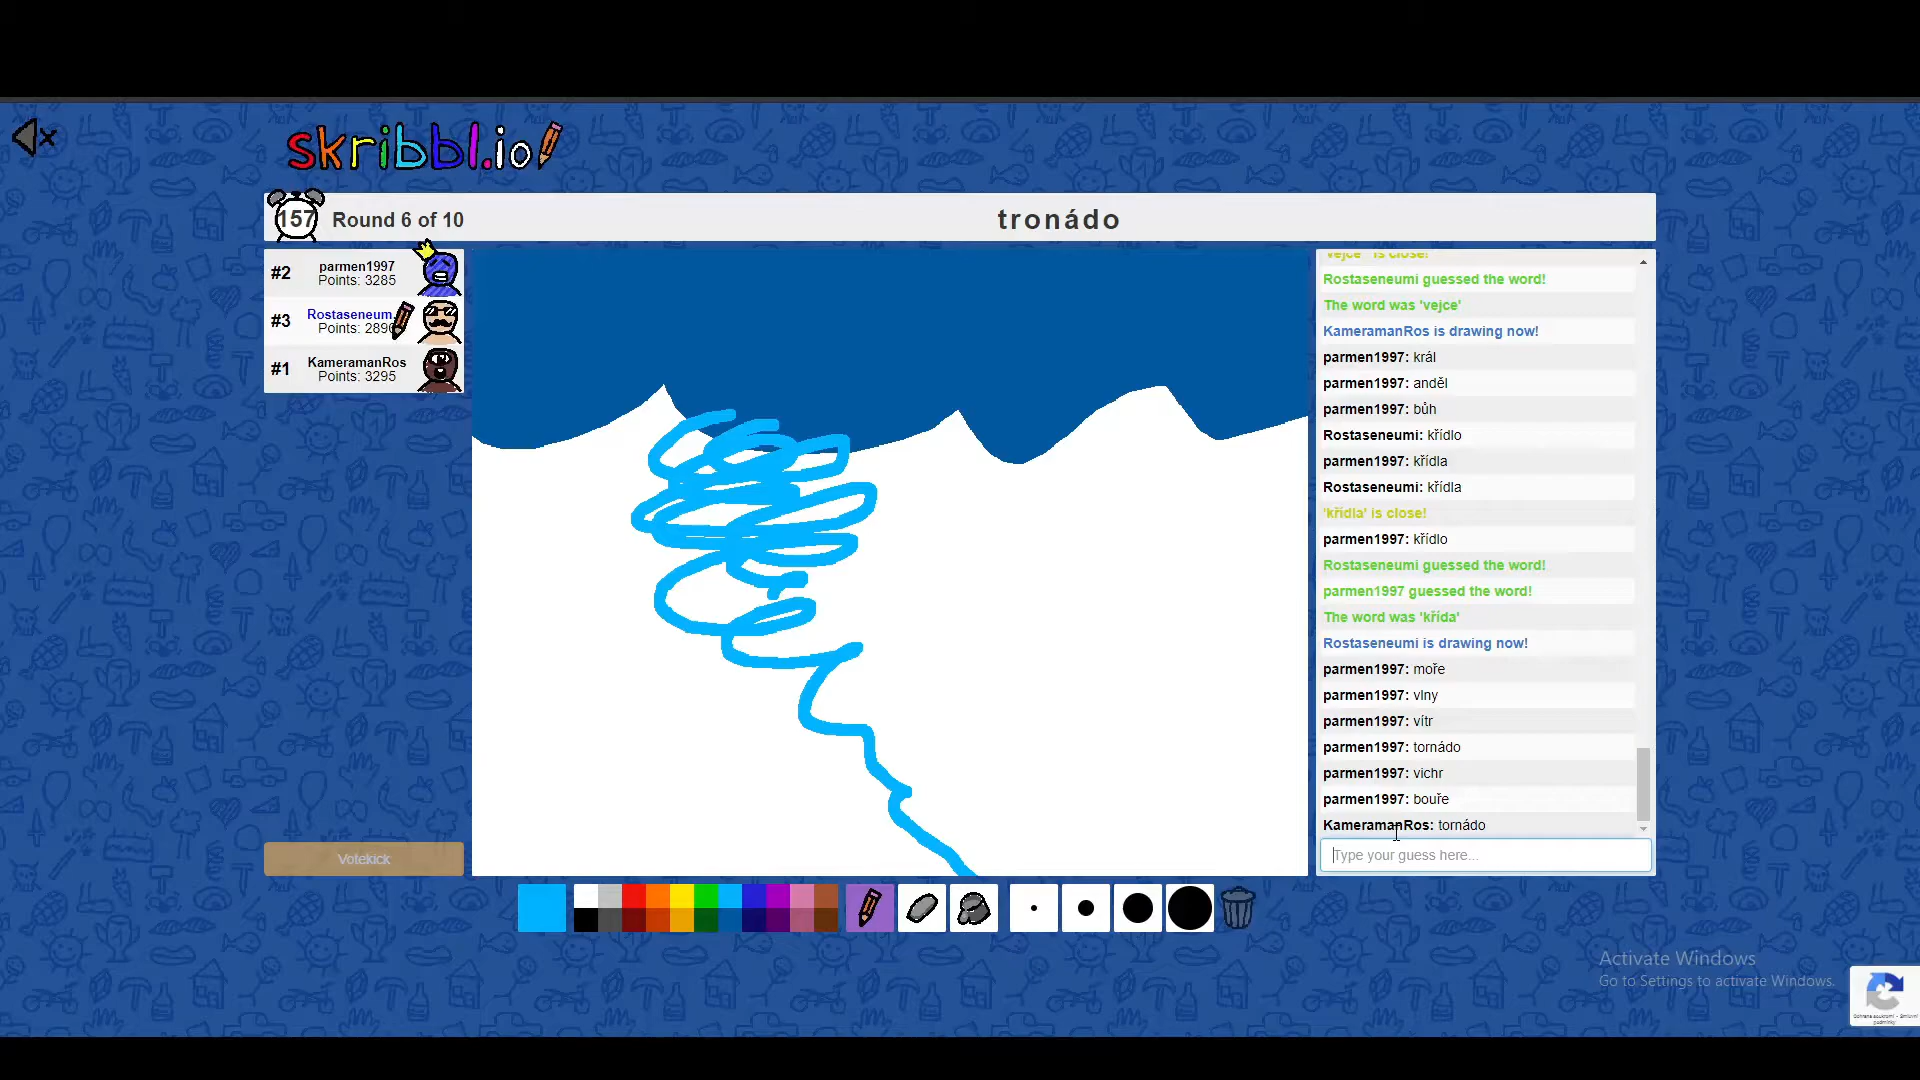 skribbl.io
157
Round 6 of 10
tronádo
#2
parmen1997
Points: 3285
#3
Rostaseneum
Points: 2890
#1
KameramanRos
Points: 3295
Votekick
'vejce ' is close!
Rostaseneumi guessed the word!
The word was 'vejce'
KameramanRos is drawing now!
parmen1997: král
parmen1997: anděl
parmen1997: bůh
Rostaseneumi: křídlo
parmen1997: křídla
Rostaseneumi: křídla
'křídla' is close!
parmen1997: křídlo
Rostaseneumi guessed the word!
parmen1997 guessed the word!
The word was 'křída'
Rostaseneumi is drawing now!
parmen1997: moře
parmen1997: vlny
parmen1997: vítr
parmen1997: tornádo
parmen1997: vichr
parmen1997: bouře
KameramanRos: tornádo
Type your guess here...
Activate Windows
Go to Settings to activate Windows.